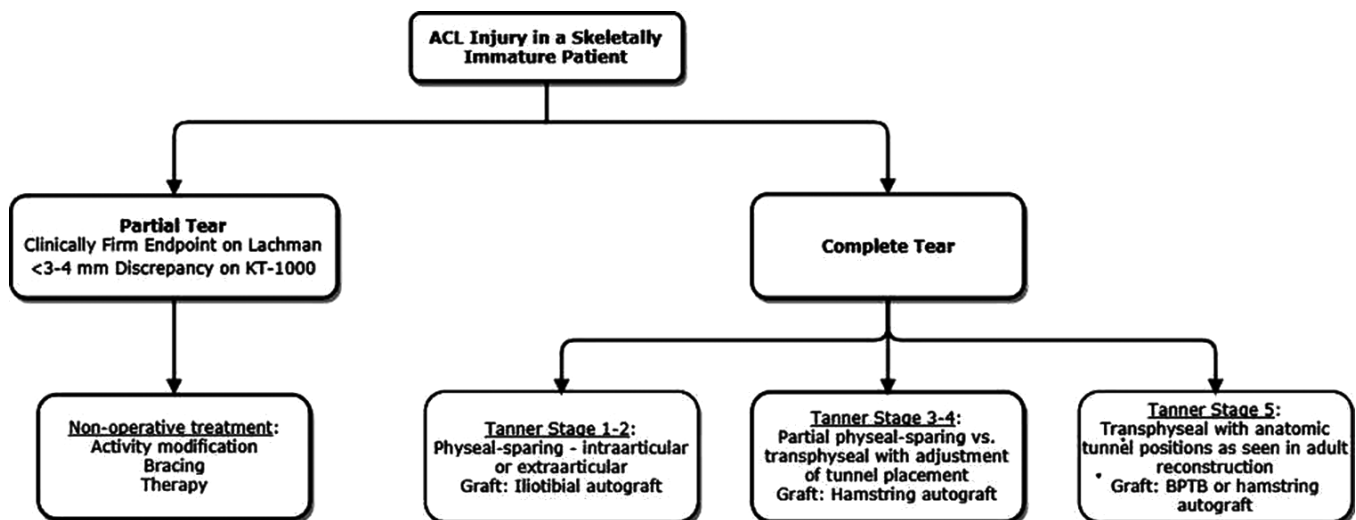 ACL Injury in a Skeletally
Immature Patient
Partial Tear
Clinically Firm Endpoint on Lachman
<3-4 mm Discrepancy on KT-1000
Complete Tear
Non-operative treatment:
Activity modification
Bracing
Therapy
Tanner Stage 1-2:
Physeal-sparing - intraarticular
or extraarticular
Graft: Iliotibial autograft
Tanner Stage 3-4:
Partial physeal-sparing vs.
transphyseal with adjustment
of tunnel placement
Graft: Hamstring autograft
Tanner Stage 5:
Transphyseal with anatomic
tunnel positions as seen in adult
reconstruction
Graft: BPTB or hamstring
autograft